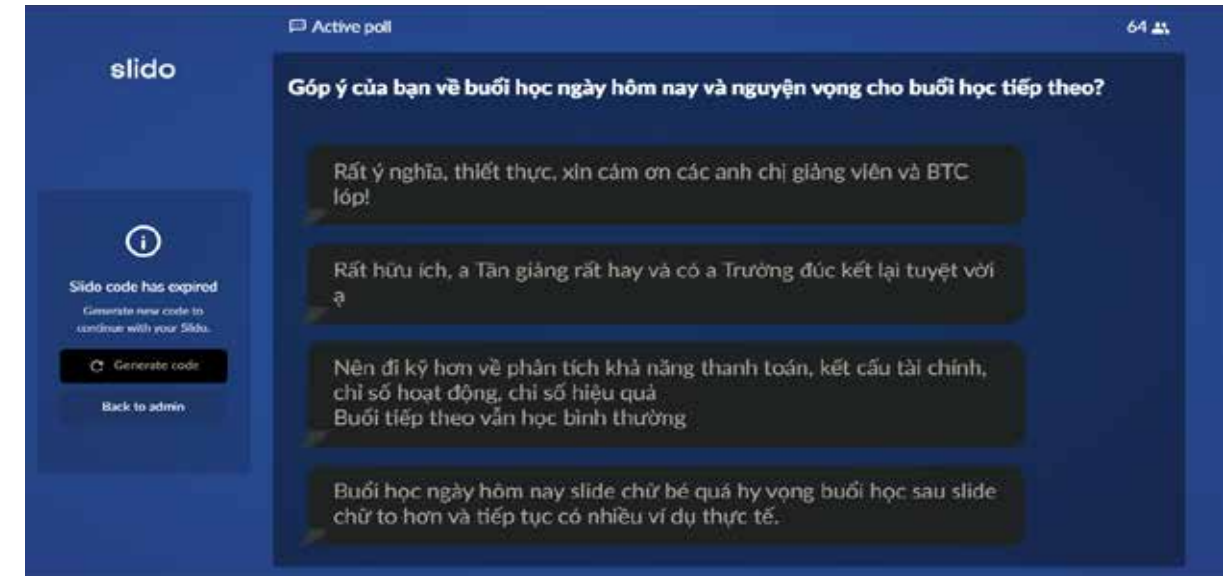 Active poll
64
slido
Góp ý của bạn về buổi học ngày hôm nay và nguyện vọng cho buổi học tiếp theo?
Rất ý nghĩa, thiết thực, xin cám ơn các anh chị giảng viên và BTC
lóp!
Rất hữu ích, a Tân giảng rất hay và có a Trường đúc kết lại tuyệt vời
ạ
Nên đi kỹ hơn về phân tích khả năng thanh toán, kết cấu tài chính,
chỉ số hoạt động, chỉ số hiệu quả
Buổi tiếp theo vẫn học bình thường
Buổi học ngày hôm nay slide chữ bé quá hy vọng buổi học sau slide
chữ to hơn và tiếp tục có nhiều ví dụ thực tế.
Slido code has expired
Generate new code to
continue with your Slido.
Generate code
Back to admin